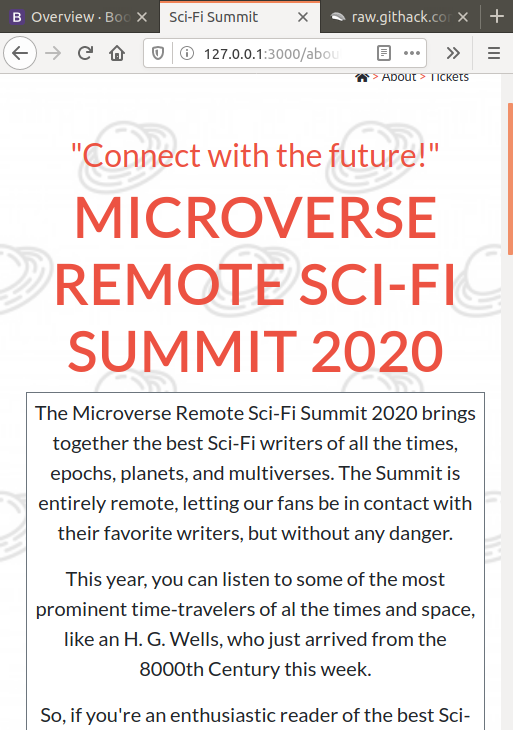 Overview · Boo
Sci-Fi Summit
raw.githack.co
127.0.0.1:3000/abou
> About > Tickets
"Connect with the future!"
MICROVERSE
REMOTE SCI-FI
SUMMIT 2020
The Microverse Remote Sci-Fi Summit 2020 brings
together the best Sci-Fi writers of all the times,
epochs, planets, and multiverses. The Summit is
entirely remote, letting our fans be in contact with
their favorite writers, but without any danger.
This year, you can listen to some of the most
prominent time-travelers of al the times and space,
like an H. G. Wells, who just arrived from the
8000th Century this week.
So, if you're an enthusiastic reader of the best Sci-